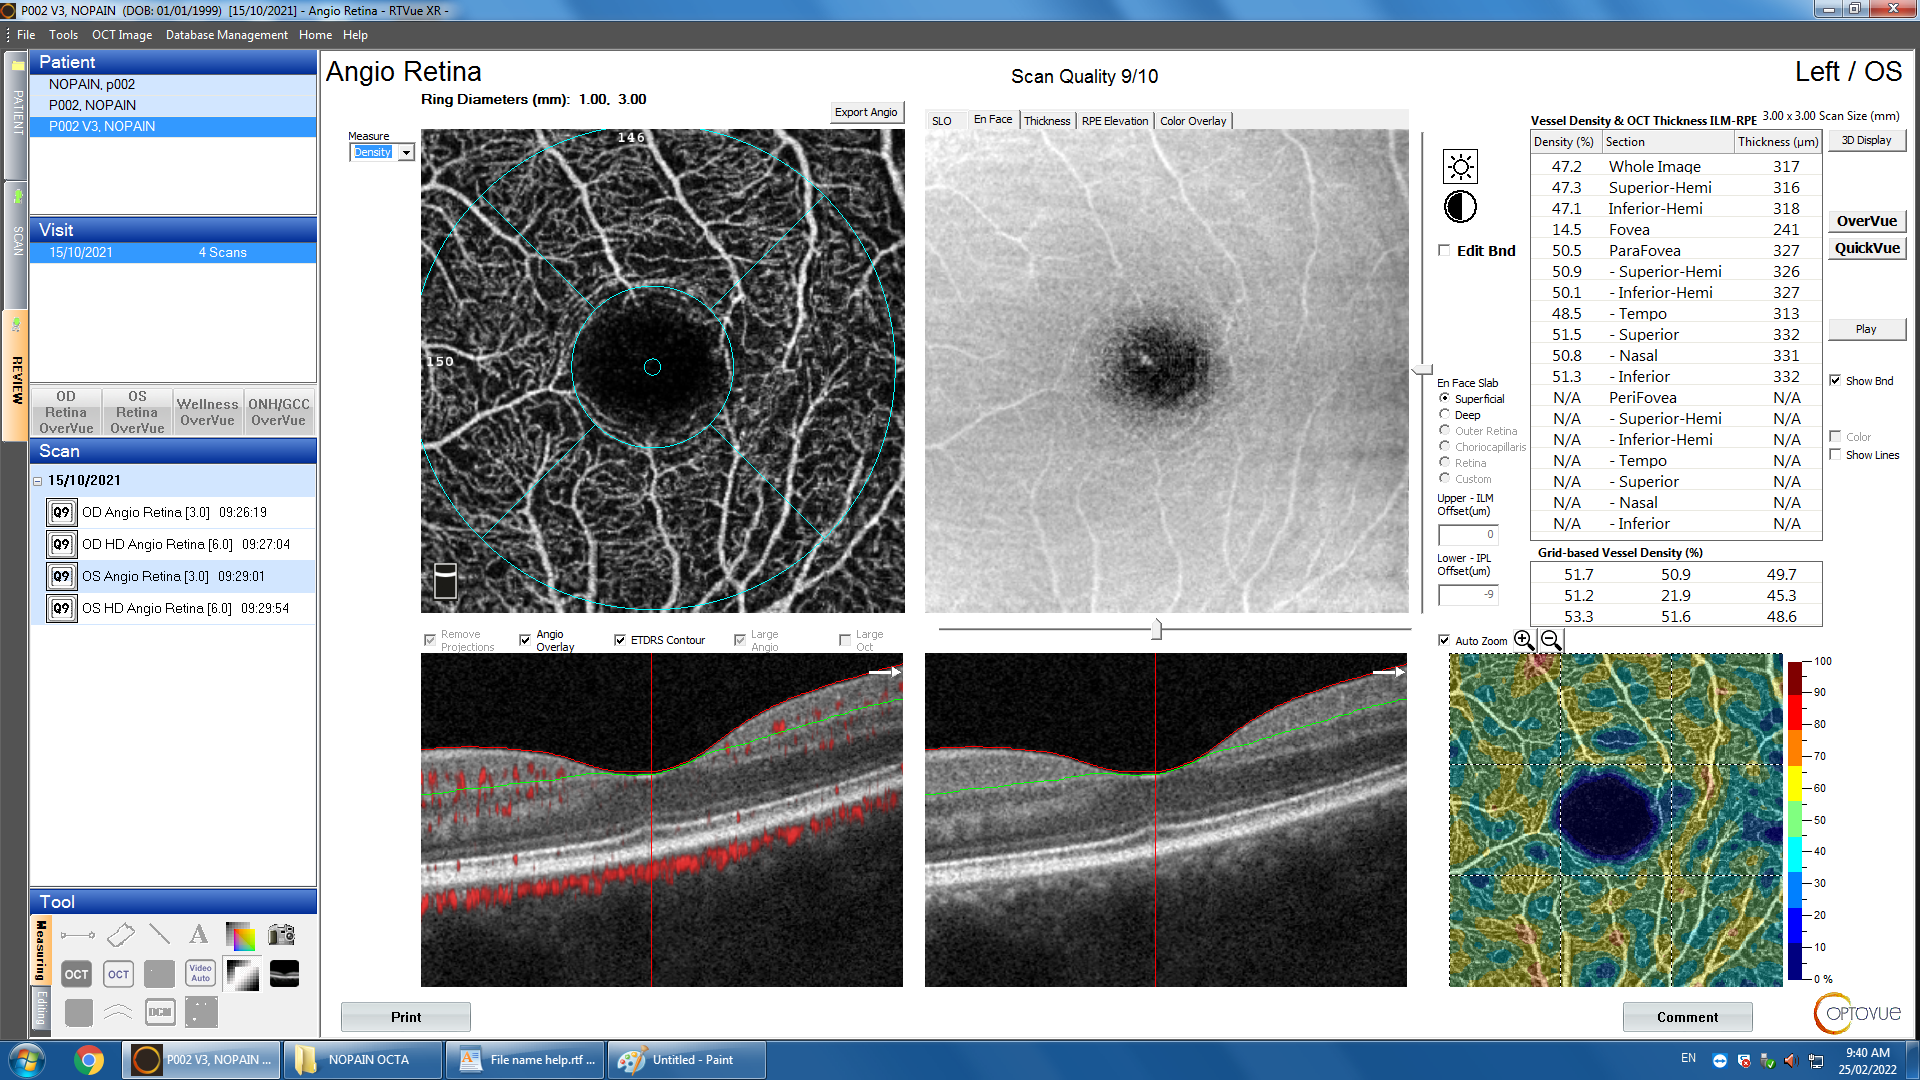 P002 V3, NOPAIN  (DOB: 01/01/1999)  [15/10/2021] - Angio Retina - RTVue XR -
File Tools OCT Image Database Management Home Help
PATIENT
SCAN
REVIEW
Patient
NOPAIN, p002
P002, NOPAIN
P002 V3, NOPAIN
Visit
15/10/2021 4 Scans
OD Retina OverVue
OS Retina OverVue
Wellness OverVue
ONH/GCC OverVue
Scan
15/10/2021
Q9 OD Angio Retina [3.0] 09:26:19
Q9 OD HD Angio Retina [6.0] 09:27:04
Q9 OS Angio Retina [3.0] 09:29:01
Q9 OS HD Angio Retina [6.0] 09:29:54
Tool
Measuring
Editing
A
OCT OCT Video Auto
DCM
Angio Retina
Scan Quality 9/10
Left / OS
Ring Diameters (mm): 1.00, 3.00
Export Angio
Measure
Density
146
150
SLO En Face Thickness RPE Elevation Color Overlay
Edit Bnd
En Face Slab
Superficial
Deep
Outer Retina
Choriocapillaris
Retina
Custom
Upper - ILM
Offset(um)
0
Lower - IPL
Offset(um)
-9
Remove Projections
Angio Overlay
ETDRS Contour
Large Angio
Large Oct
Auto Zoom
Vessel Density & OCT Thickness ILM-RPE 3.00 x 3.00 Scan Size (mm)
Density (%) Section Thickness (µm)
47.2 Whole Image 317
47.3 Superior-Hemi 316
47.1 Inferior-Hemi 318
14.5 Fovea 241
50.5 ParaFovea 327
50.9 - Superior-Hemi 326
50.1 - Inferior-Hemi 327
48.5 - Tempo 313
51.5 - Superior 332
50.8 - Nasal 331
51.3 - Inferior 332
N/A PeriFovea N/A
N/A - Superior-Hemi N/A
N/A - Inferior-Hemi N/A
N/A - Tempo N/A
N/A - Superior N/A
N/A - Nasal N/A
N/A - Inferior N/A
Grid-based Vessel Density (%)
51.7 50.9 49.7
51.2 21.9 45.3
53.3 51.6 48.6
3D Display
OverVue
QuickVue
Play
Show Bnd
Color
Show Lines
100
90
80
70
60
50
40
30
20
10
0 %
OPTOVUE
Print
Comment
P002 V3, NOPAIN ...
NOPAIN OCTA
File name help.rtf ...
Untitled - Paint
EN
9:40 AM
25/02/2022